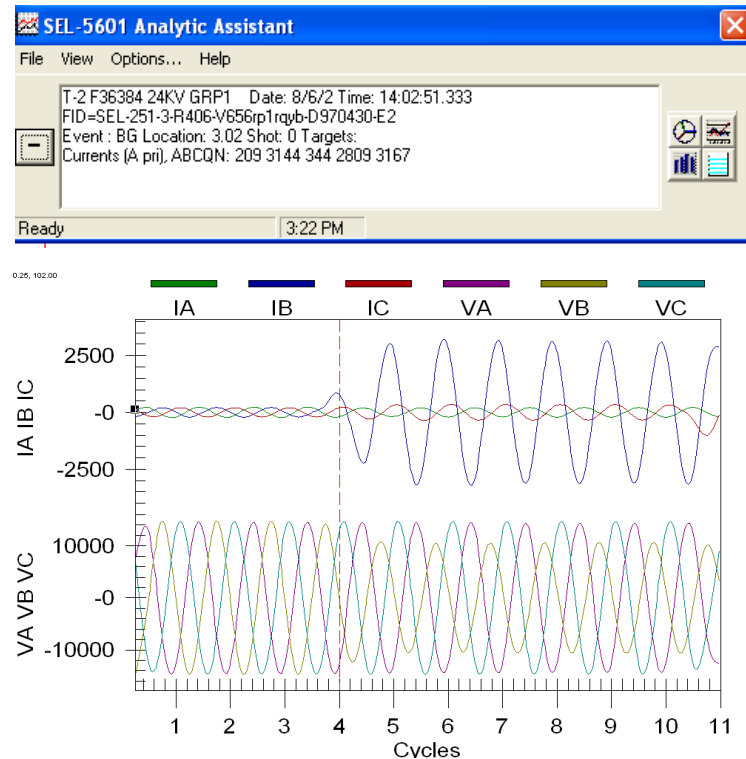 SEL-5601 Analytic Assistant
File View Options... Help
T-2 F36384 24KV GRP1 Date: 8/6/2 Time: 14:02:51.333
FID=SEL-251-3-R406-V656rp1rqyb-D970430-E2
Event : BG Location: 3.02 Shot: 0 Targets:
Currents (A pri), ABCQN: 209 3144 344 2809 3167
Ready 3:22 PM
0.25, 102.00
IA IB IC VA VB VC
IA IB IC
2500
-0
-2500
VA VB VC
10000
-0
-10000
1 2 3 4 5 6 7 8 9 10 11
Cycles